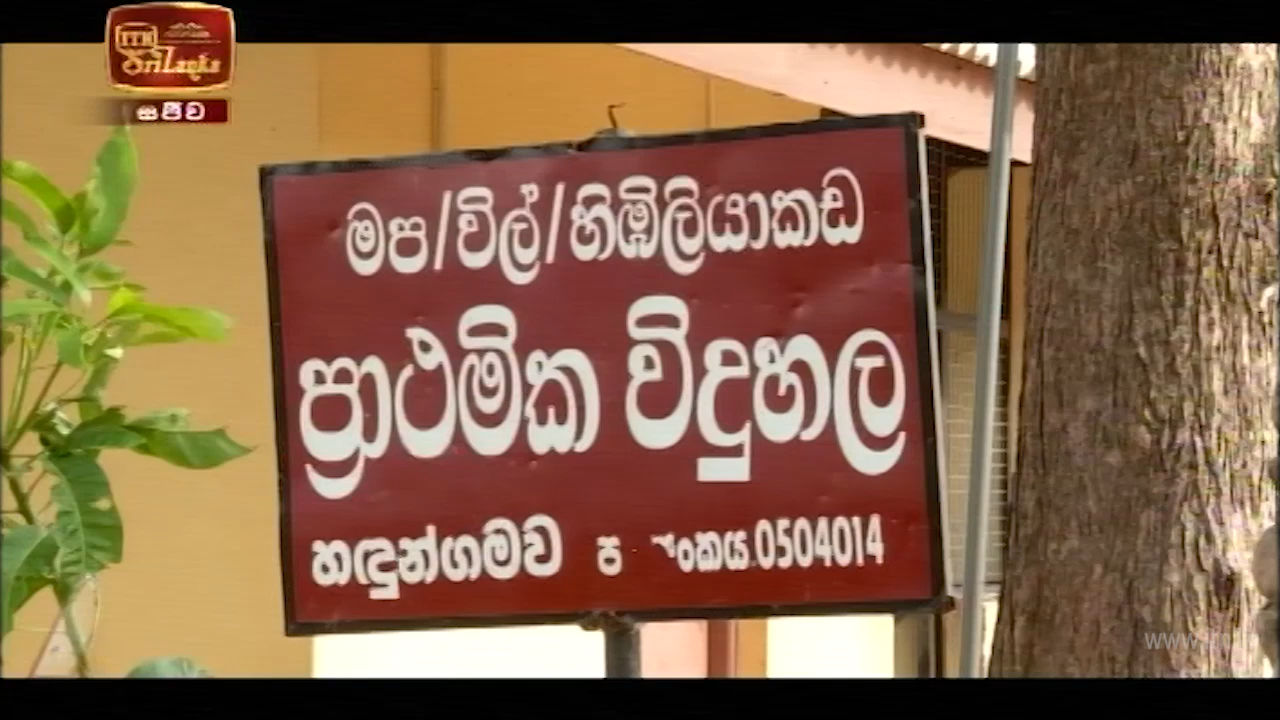 ITN
Sri Lanka
සජීව
මප/විල්/හිඹිලියාකඩ
ප්‍රාථමික විදුහල
හඳුන්ගමව ප අංකය.0504014